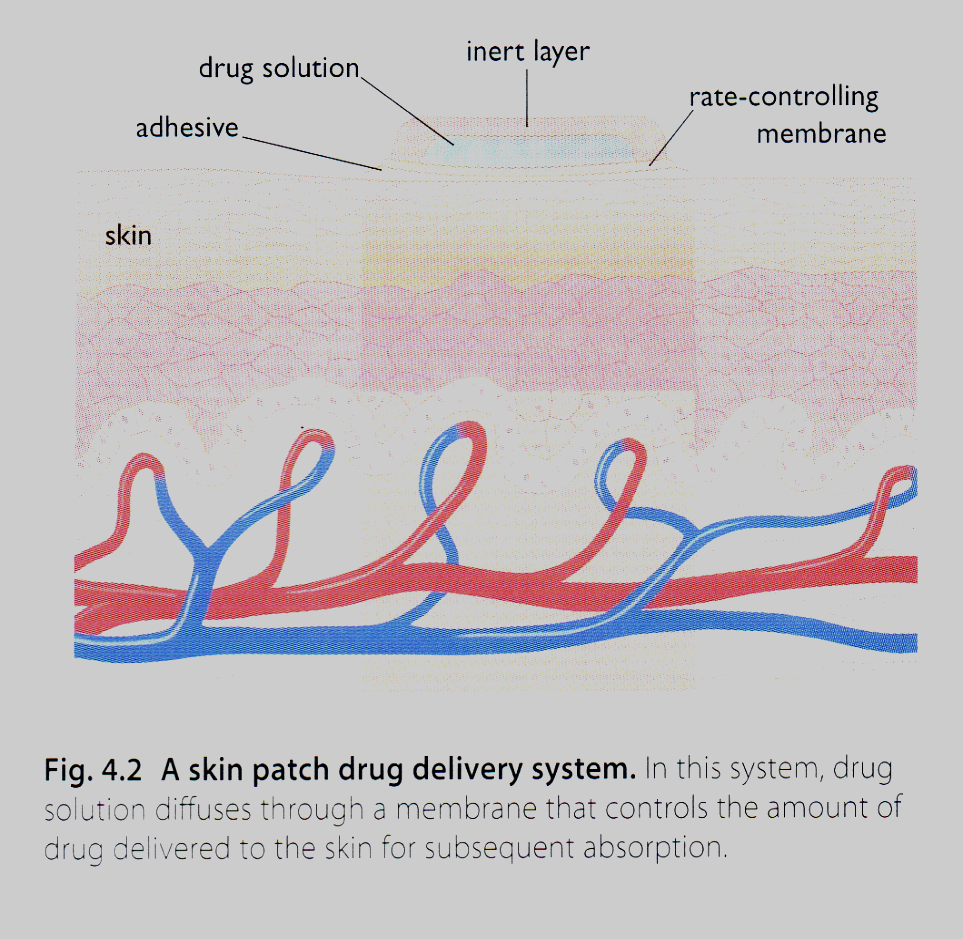 inert layer
drug solution
rate-controlling
membrane
adhesive
skin
Fig. 4.2 A skin patch drug delivery system. In this system, drug
solution diffuses through a membrane that controls the amount of
drug delivered to the skin for subsequent absorption.